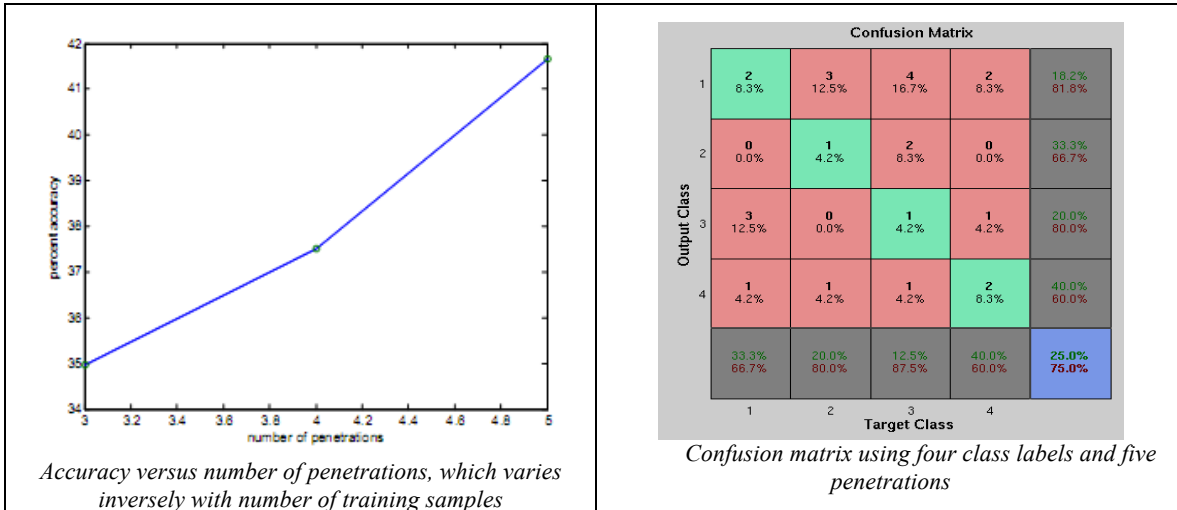 42
41
40
39
38
37
36
35
34
percent accuracy
3 3.2 3.4 3.6 3.8 4 4.2 4.4 4.6 4.8 5
number of penetrations
Accuracy versus number of penetrations, which varies
inversely with number of training samples
Confusion Matrix
Output Class
1
2 3 4 2 18.2%
8.3% 12.5% 16.7% 8.3% 81.8%
2
0 1 2 0 33.3%
0.0% 4.2% 8.3% 0.0% 66.7%
3
3 0 1 1 20.0%
12.5% 0.0% 4.2% 4.2% 80.0%
4
1 1 1 2 40.0%
4.2% 4.2% 4.2% 8.3% 60.0%
33.3% 20.0% 12.5% 40.0% 25.0%
66.7% 80.0% 87.5% 60.0% 75.0%
1 2 3 4
Target Class
Confusion matrix using four class labels and five
penetrations